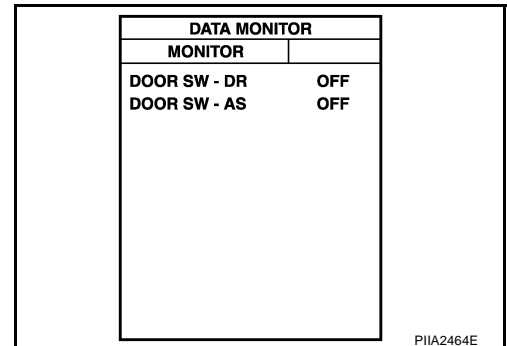 DATA MONITOR
MONITOR
DOOR SW - DR OFF
DOOR SW - AS OFF
PIIA2464E